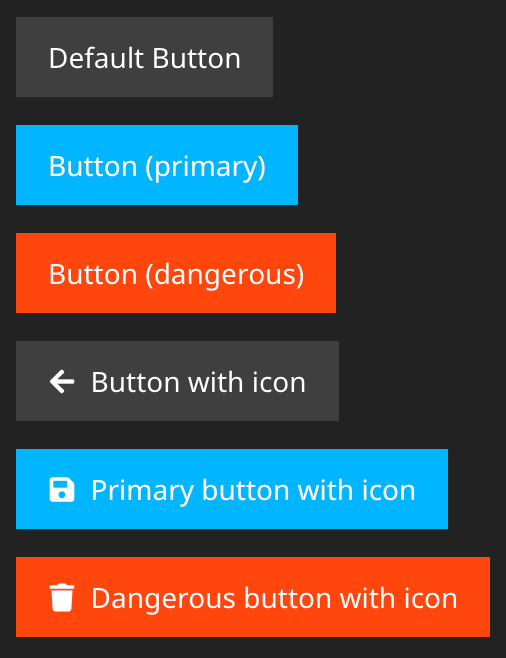 Default Button
Button (primary)
Button (dangerous)
Button with icon
Primary button with icon
Dangerous button with icon